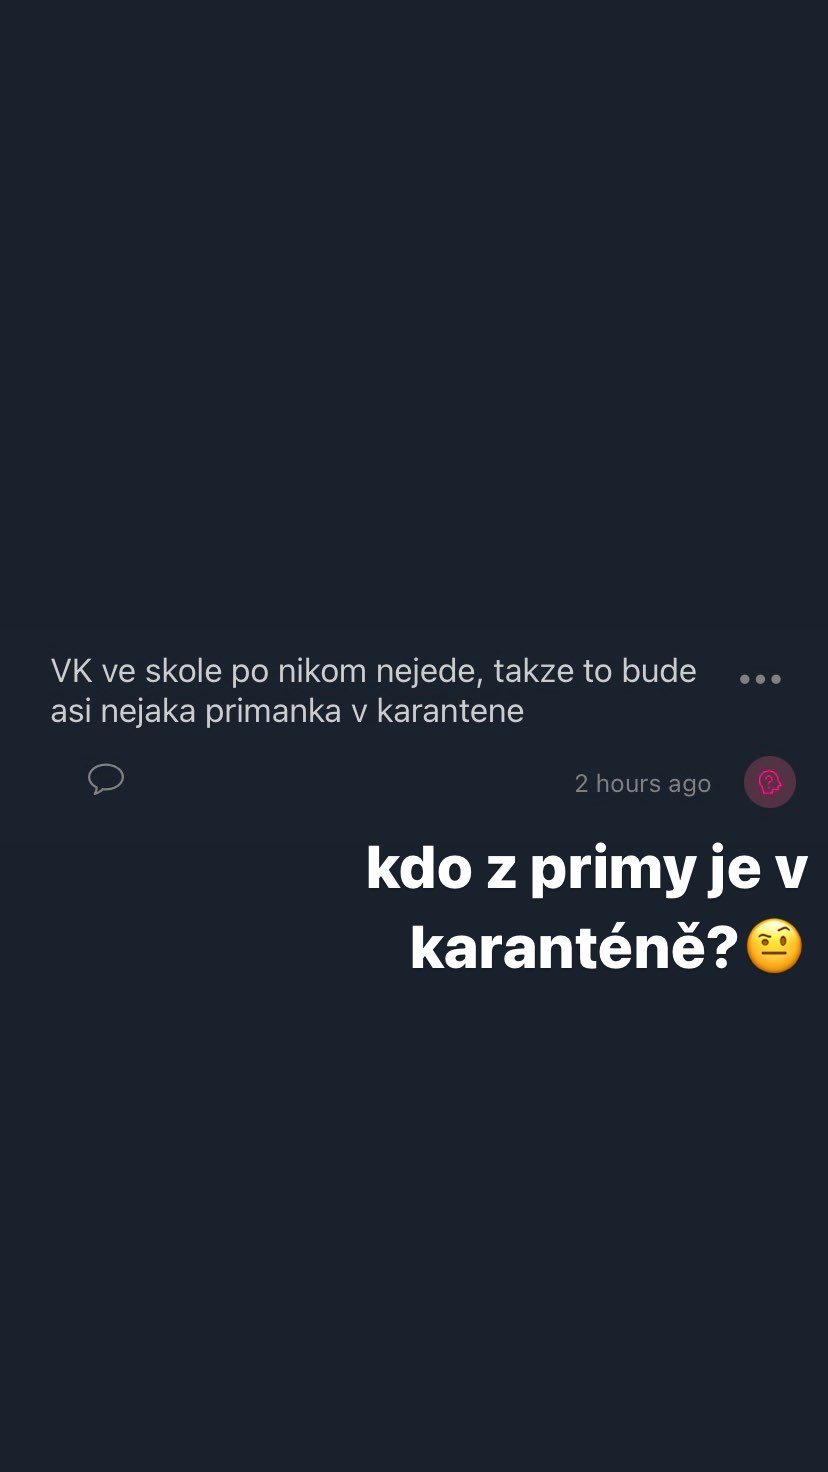 VK ve skole po nikom nejede, takze to bude
asi nejaka primanka v karantene
2 hours ago
kdo z primy je v
karanténě?🤨